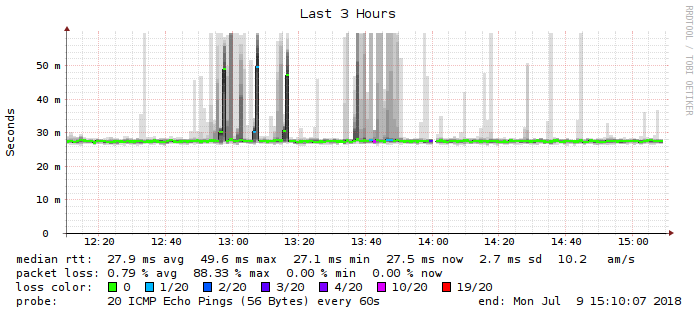 Last 3 Hours
RRDTOOL / TOBI OETIKER
Seconds
50 m
40 m
30 m
20 m
10 m
0
12:20 12:40 13:00 13:20 13:40 14:00 14:20 14:40 15:00
median rtt: 27.9 ms avg 49.6 ms max 27.1 ms min 27.5 ms now 2.7 ms sd 10.2 am/s
packet loss: 0.79 % avg 88.33 % max 0.00 % min 0.00 % now
loss color: 0 1/20 2/20 3/20 4/20 10/20 19/20
probe: 20 ICMP Echo Pings (56 Bytes) every 60s end: Mon Jul 9 15:10:07 2018